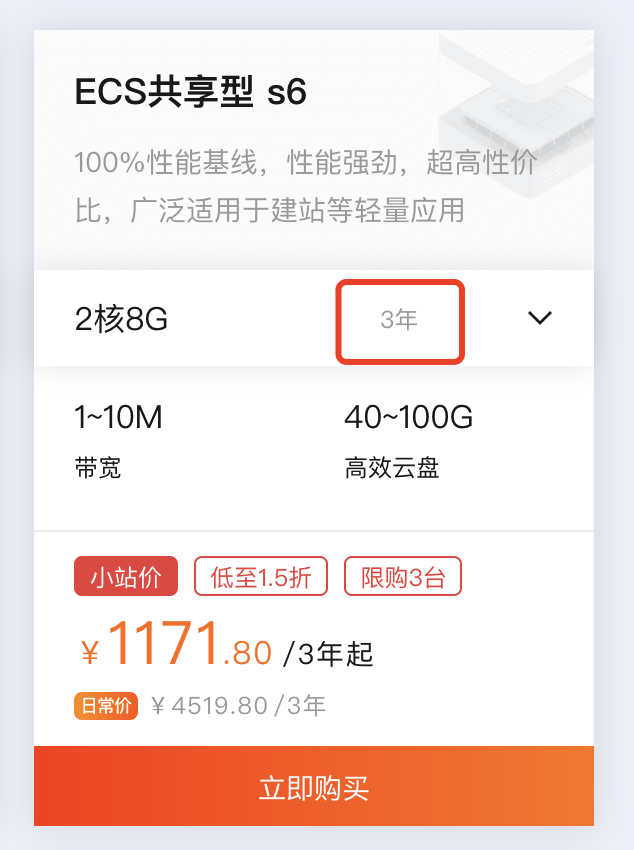 ECS共享型 s6
100%性能基线，性能强劲，超高性价
比，广泛适用于建站等轻量应用
2核8G 3年
1~10M 40~100G
带宽 高效云盘
小站价 低至1.5折 限购3台
¥1171.80 /3年起
日常价 ¥4519.80/3年
立即购买